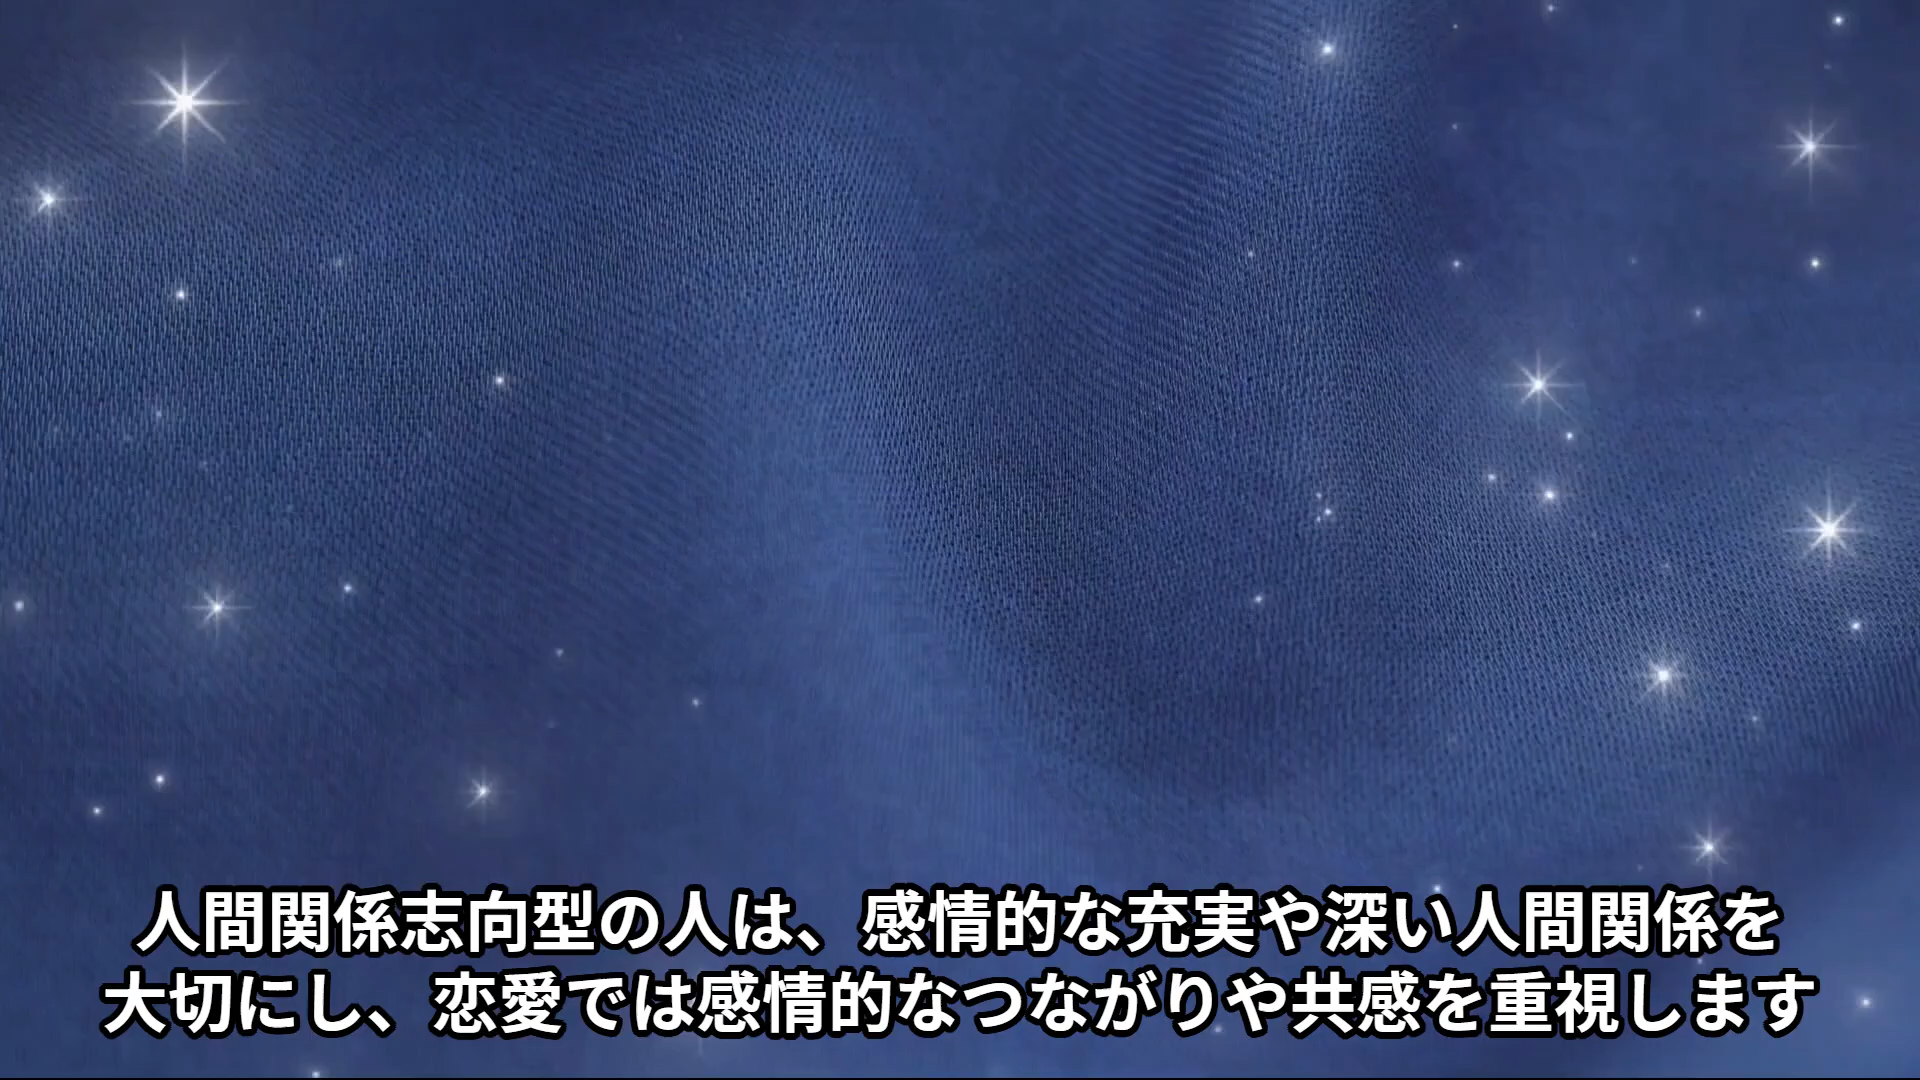 人間関係志向型の人は、感情的な充実や深い人間関係を
大切にし、恋愛では感情的なつながりや共感を重視します